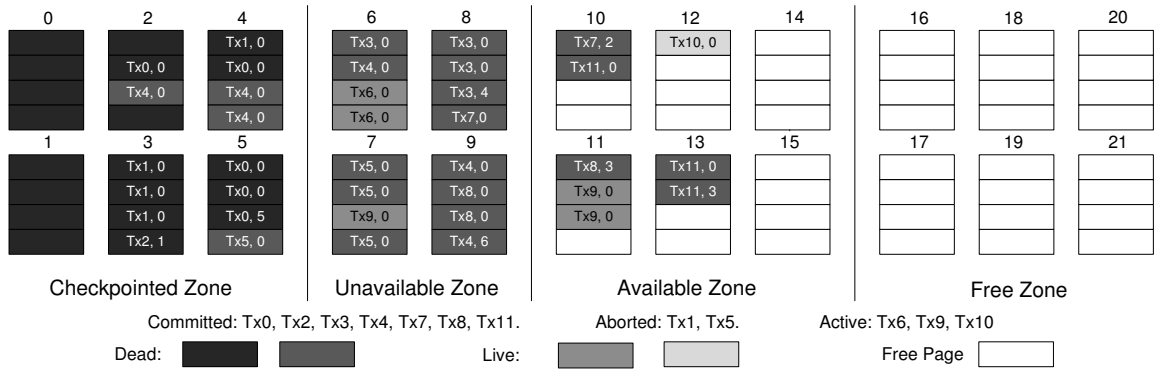 0 2 4 6 8 10 12 14 16 18 20
Tx1, 0 Tx3, 0 Tx3, 0 Tx7, 2 Tx10, 0
Tx0, 0 Tx0, 0 Tx4, 0 Tx3, 0 Tx11, 0
Tx4, 0 Tx4, 0 Tx6, 0 Tx3, 4
Tx4, 0 Tx6, 0 Tx7,0
1 3 5 7 9 11 13 15 17 19 21
Tx1, 0 Tx0, 0 Tx5, 0 Tx4, 0 Tx8, 3 Tx11, 0
Tx1, 0 Tx0, 0 Tx5, 0 Tx8, 0 Tx9, 0 Tx11, 3
Tx1, 0 Tx0, 5 Tx9, 0 Tx8, 0 Tx9, 0
Tx2, 1 Tx5, 0 Tx5, 0 Tx4, 6
Checkpointed Zone Unavailable Zone Available Zone Free Zone
Committed: Tx0, Tx2, Tx3, Tx4, Tx7, Tx8, Tx11. Aborted: Tx1, Tx5. Active: Tx6, Tx9, Tx10
Dead: Live: Free Page